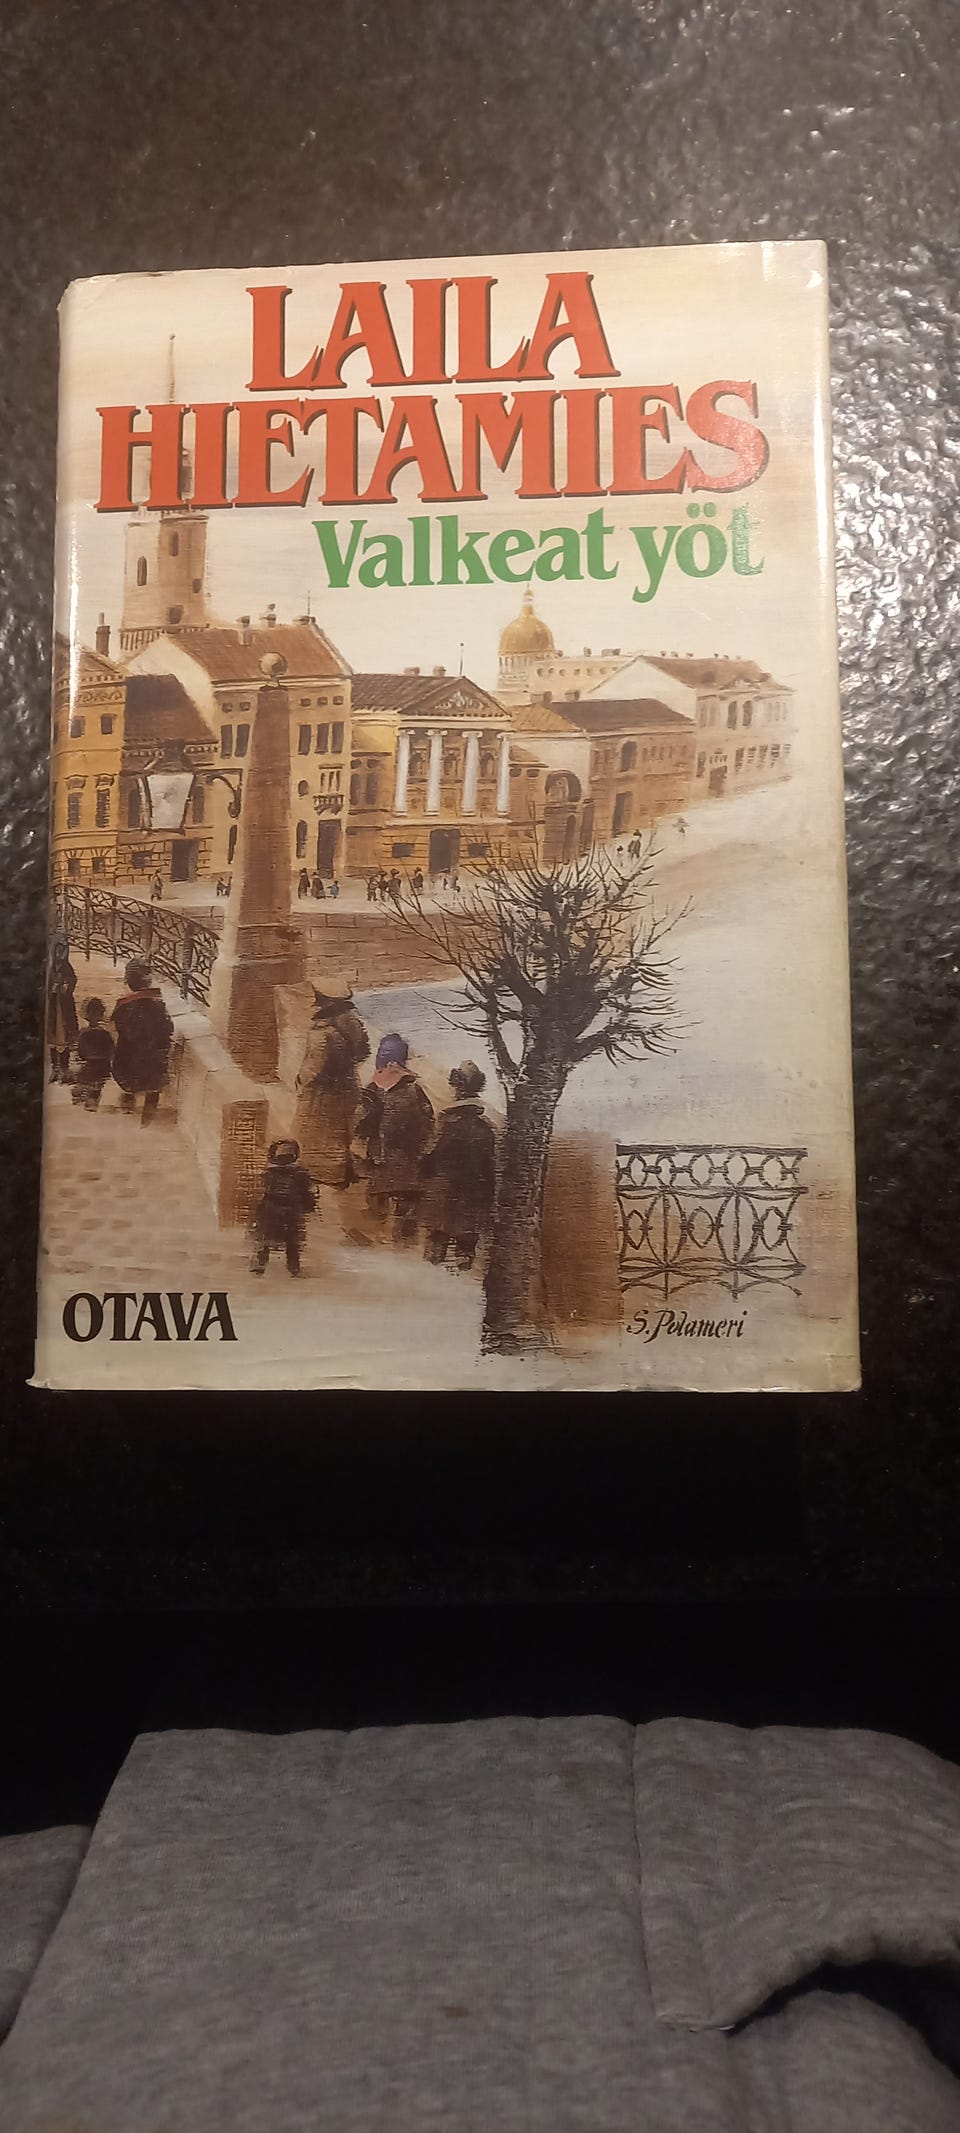 LAILA
HIETAMIES
Valkeat yöt
OTAVA
S. Polameri